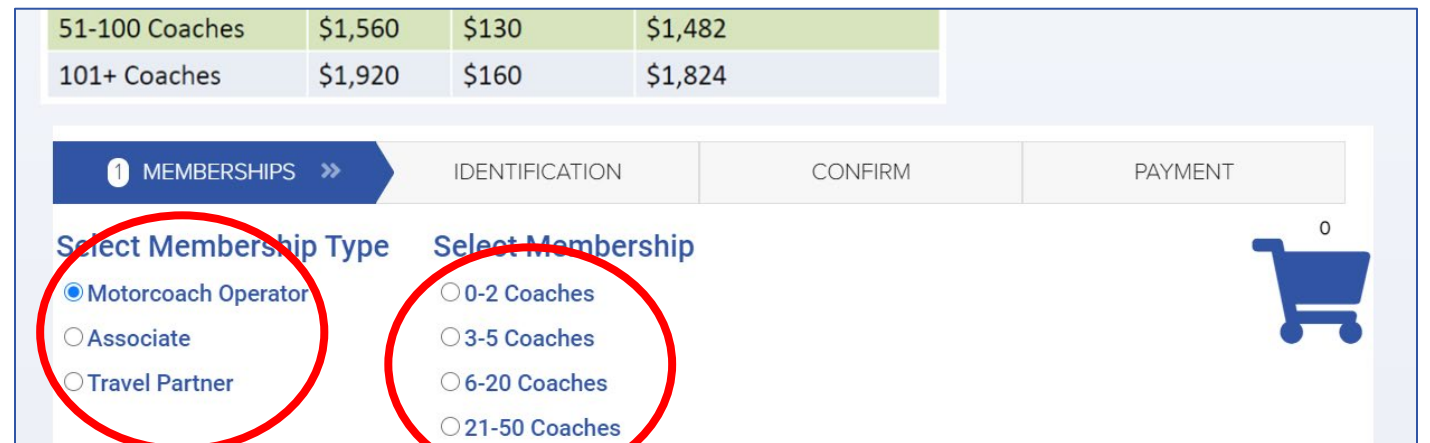 51-100 Coaches $1,560 $130 $1,482
101+ Coaches $1,920 $160 $1,824
1 MEMBERSHIPS » IDENTIFICATION CONFIRM PAYMENT
0
Select Membership Type Select Membership
Motorcoach Operator 0-2 Coaches
Associate 3-5 Coaches
Travel Partner 6-20 Coaches
21-50 Coaches